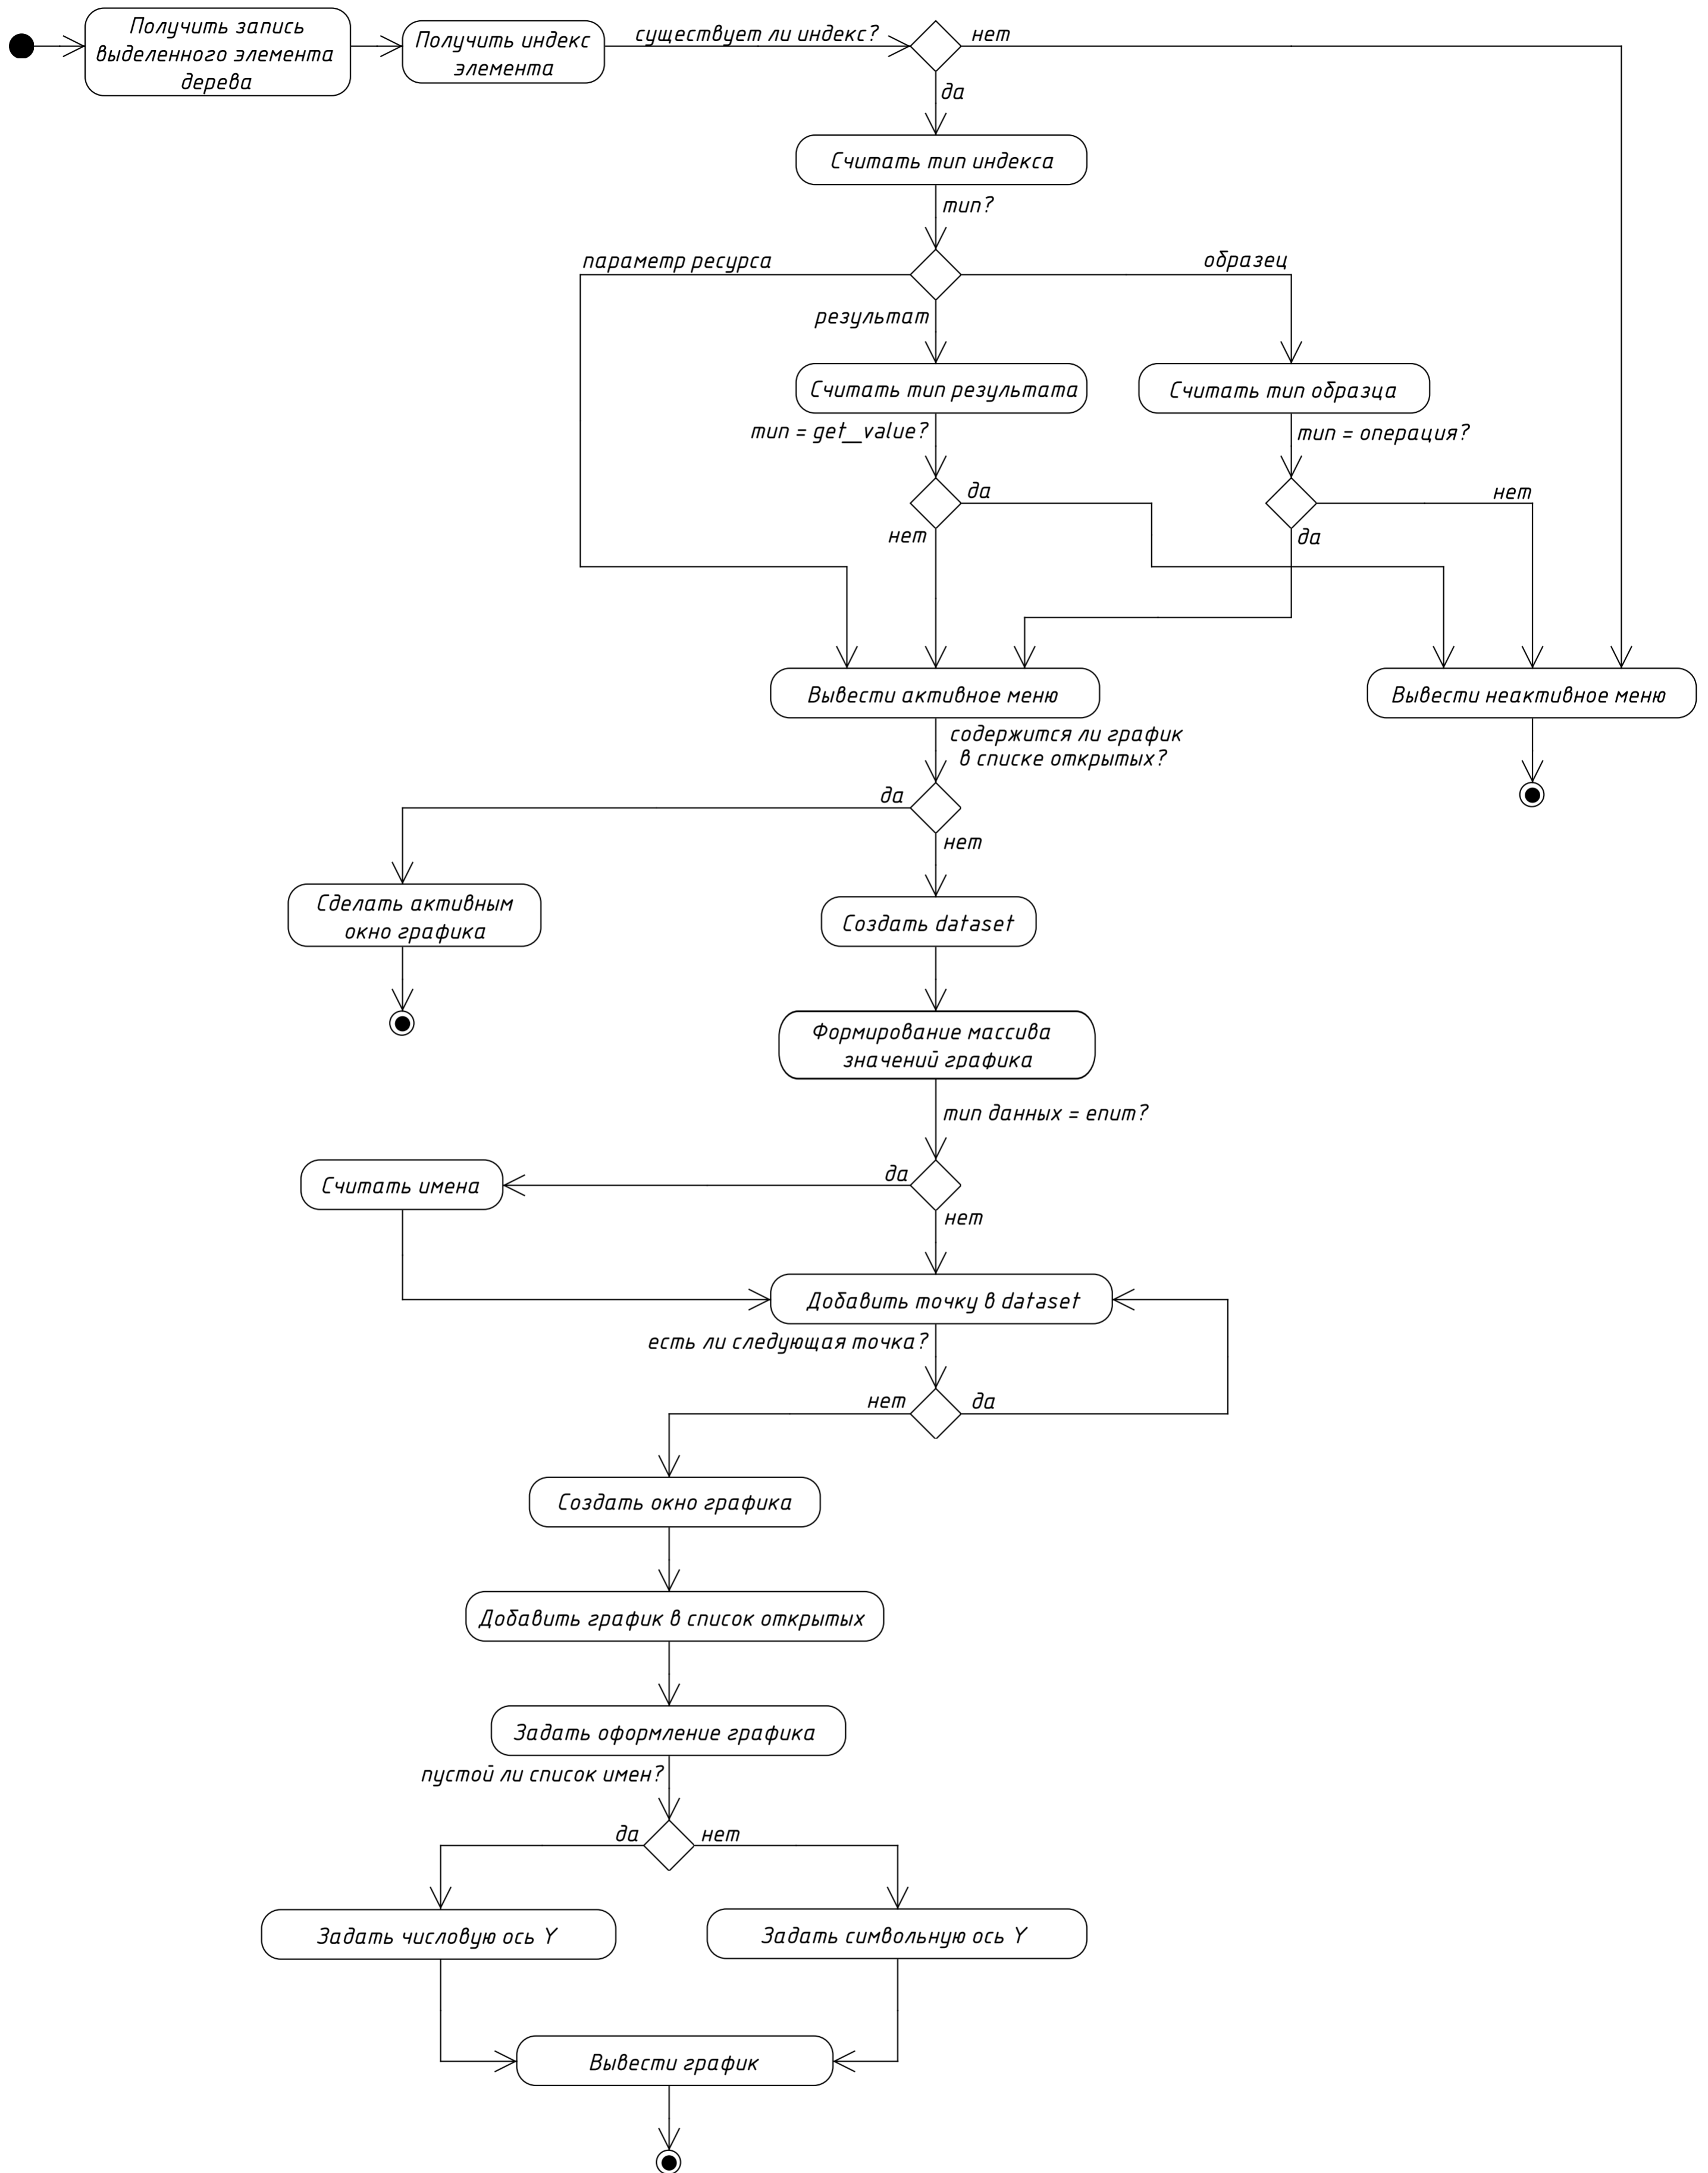 Получить запись
выделенного элемента
дерева
Получить индекс
элемента
существует ли индекс?
нет
да
Считать тип индекса
тип?
параметр ресурса
образец
результат
Считать тип результата
Считать тип образца
тип = get_value?
тип = операция?
да
нет
нет
да
Вывести активное меню
Вывести неактивное меню
содержится ли график
в списке открытых?
да
нет
Сделать активным
окно графика
Создать dataset
Формирование массива
значений графика
тип данных = enum?
да
Считать имена
нет
Добавить точку в dataset
есть ли следующая точка?
нет
да
Создать окно графика
Добавить график в список открытых
Задать оформление графика
пустой ли список имен?
да
нет
Задать числовую ось Y
Задать символьную ось Y
Вывести график